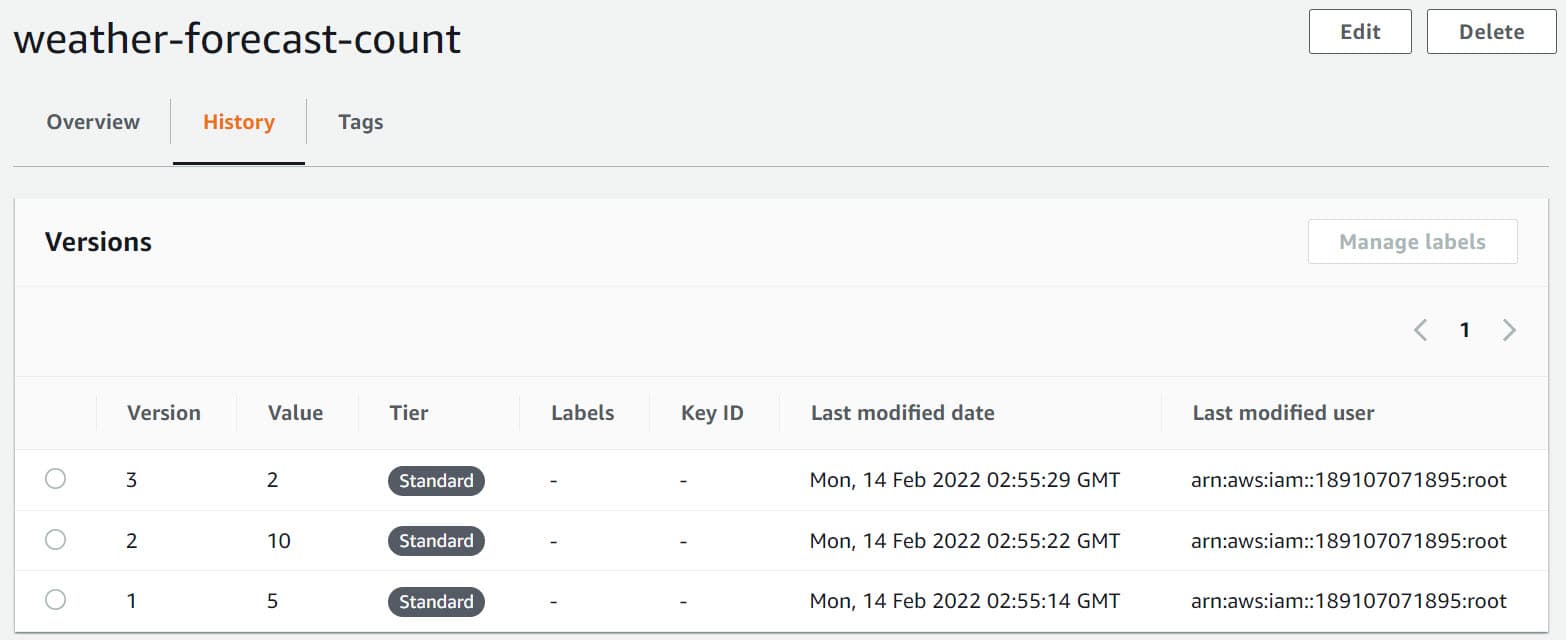 weather-forecast-count Edit Delete
Overview History Tags
Versions Manage labels
1
Version Value Tier Labels Key ID Last modified date Last modified user
3 2 Standard - - Mon, 14 Feb 2022 02:55:29 GMT arn:aws:iam::189107071895:root
2 10 Standard - - Mon, 14 Feb 2022 02:55:22 GMT arn:aws:iam::189107071895:root
1 5 Standard - - Mon, 14 Feb 2022 02:55:14 GMT arn:aws:iam::189107071895:root